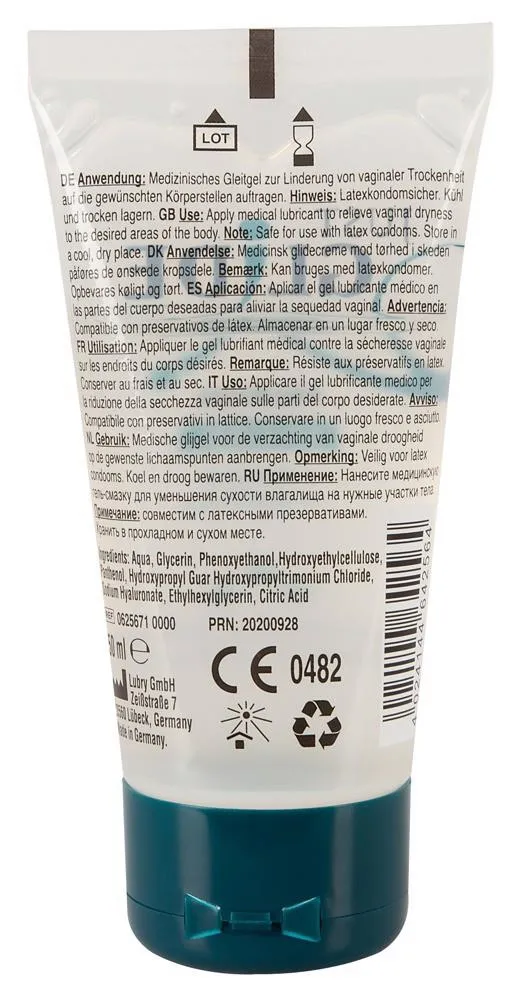 LOT
DE Anwendung: Medizinisches Gleitgel zur Linderung von vaginaler Trockenheit
auf die gewünschten Körperstellen auftragen. Hinweis: Latexkondomsicher. Kühl
und trocken lagern. GB Use: Apply medical lubricant to relieve vaginal dryness
to the desired areas of the body. Note: Safe for use with latex condoms. Store in
a cool, dry place. DK Anvendelse: Medicinsk glidecreme mod tørhed i skeden
påføres de ønskede kropsdele. Bemærk: Kan bruges med latexkondomer.
Opbevares køligt og tørt. ES Aplicación: Aplicar el gel lubricante médico en
las partes del cuerpo deseadas para aliviar la sequedad vaginal. Advertencia:
Compatible con preservativos de látex. Almacenar en un lugar fresco y seco.
FR Utilisation: Appliquer le gel lubrifiant médical contre la sécheresse vaginale
sur les endroits du corps désirés. Remarque: Résiste aux préservatifs en latex.
Conserver au frais et au sec. IT Uso: Applicare il gel lubrificante medico per
la riduzione della secchezza vaginale sulle parti del corpo desiderate. Avviso:
Compatibile con preservativi in lattice. Conservare in un luogo fresco e asciutto.
NL Gebruik: Medische glijgel voor de verzachting van vaginale droogheid
op de gewenste lichaamspunten aanbrengen. Opmerking: Veilig voor latex
condooms. Koel en droog bewaren. RU Применение: Нанесите медицинскую
гель-смазку для уменьшения сухости влагалища на нужные участки тела.
Примечание: совместим с латексными презервативами.
Хранить в прохладном и сухом месте.
Ingredients: Aqua, Glycerin, Phenoxyethanol, Hydroxyethylcellulose,
Panthenol, Hydroxypropyl Guar Hydroxypropyltrimonium Chloride,
Sodium Hyaluronate, Ethylhexylglycerin, Citric Acid
REF 0625671 0000 PRN: 20200928
50 ml e
CE 0482
Lubry GmbH
Zeißstraße 7
Lübeck, Germany
Made in Germany.
4 024144 642564